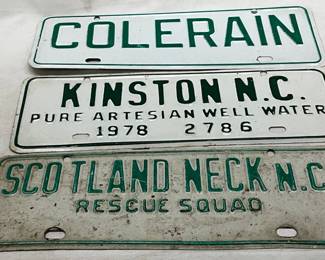 COLERAIN
KINSTON N.C.
PURE ARTESIAN WELL WATER
1978 2786
SCOTLAND NECK N.C.
RESCUE SQUAD